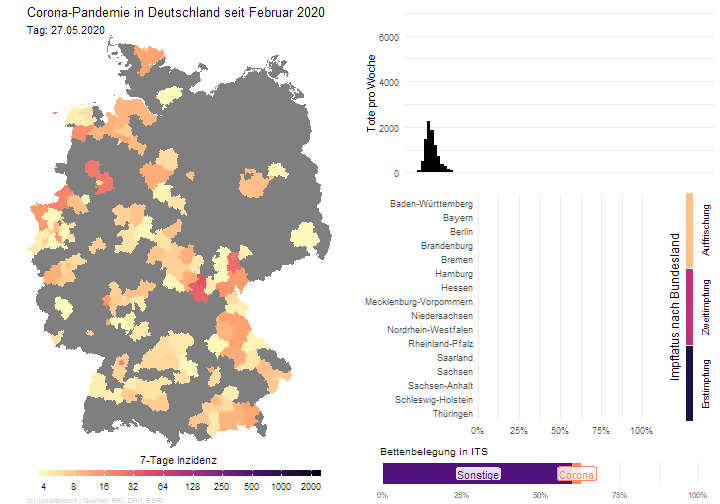 Corona-Pandemie in Deutschland seit Februar 2020
Tag: 27.05.2020
7-Tage Inzidenz
4 8 16 32 64 128 256 512 1000 2000
(c) /u/zeitbrennt | Quellen: RKI, DIVI, ESRI
Tote pro Woche
6000
4000
2000
0
Baden-Württemberg
Bayern
Berlin
Brandenburg
Bremen
Hamburg
Hessen
Mecklenburg-Vorpommern
Niedersachsen
Nordrhein-Westfalen
Rheinland-Pfalz
Saarland
Sachsen
Sachsen-Anhalt
Schleswig-Holstein
Thüringen
0% 25% 50% 75% 100%
Impfstatus nach Bundesland
Auffrischung
Zweitimpfung
Erstimpfung
Bettenbelegung in ITS
Sonstige Corona
0% 25% 50% 75% 100%